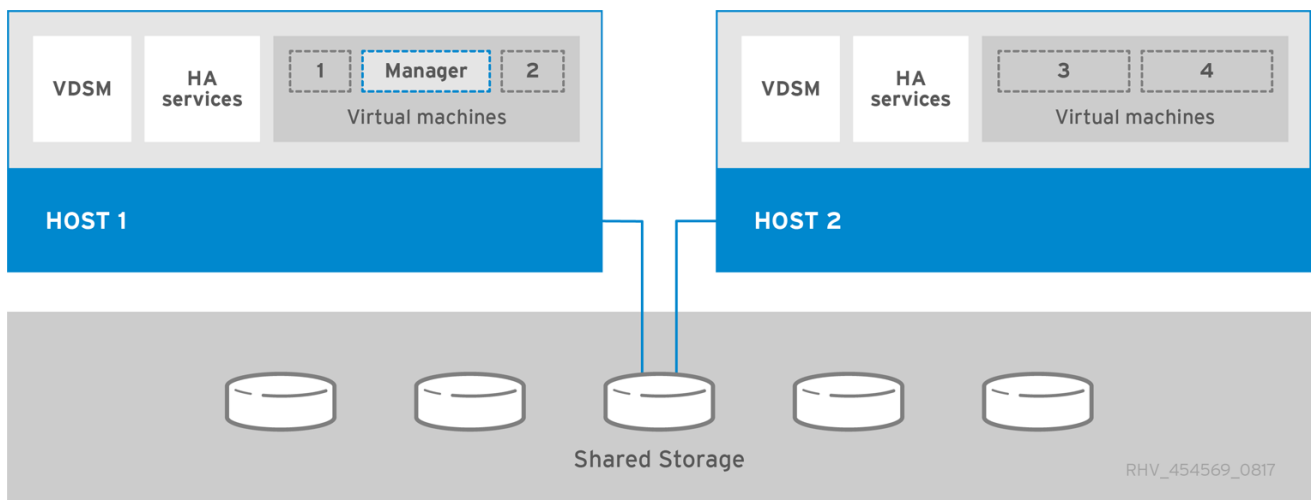 VDSM
HA
services
1
Manager
2
Virtual machines
HOST 1
VDSM
HA
services
3
4
Virtual machines
HOST 2
Shared Storage
RHV_454569_0817